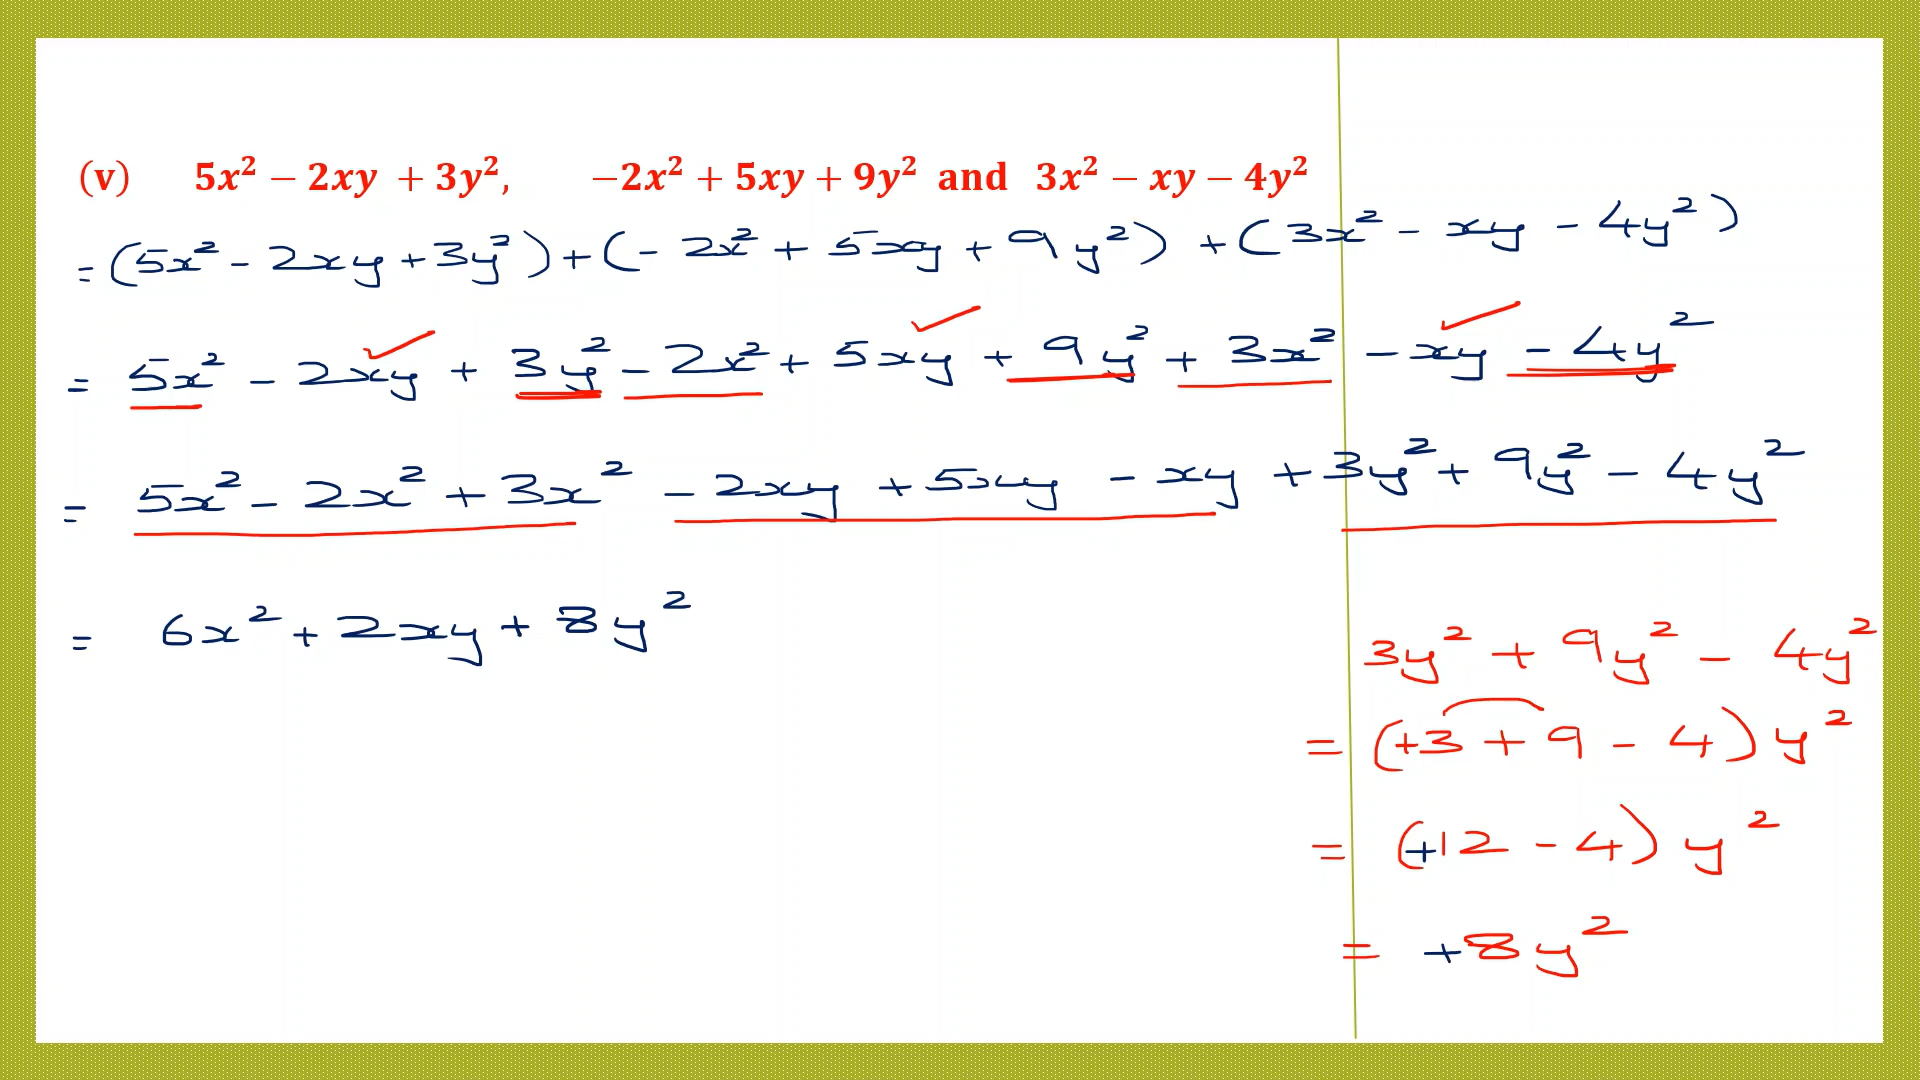 (v) 5x² − 2xy + 3y², −2x² + 5xy + 9y² and 3x² − xy − 4y²
= (5x² - 2xy + 3y²) + (- 2x² + 5xy + 9y²) + (3x² - xy - 4y²)
= 5x² - 2xy + 3y² - 2x² + 5xy + 9y² + 3x² - xy - 4y²
= 5x² - 2x² + 3x² - 2xy + 5xy - xy + 3y² + 9y² - 4y²
= 6x² + 2xy + 8y²
3y² + 9y² - 4y²
= (+3 + 9 - 4) y²
= (+12 - 4) y²
= +8y²